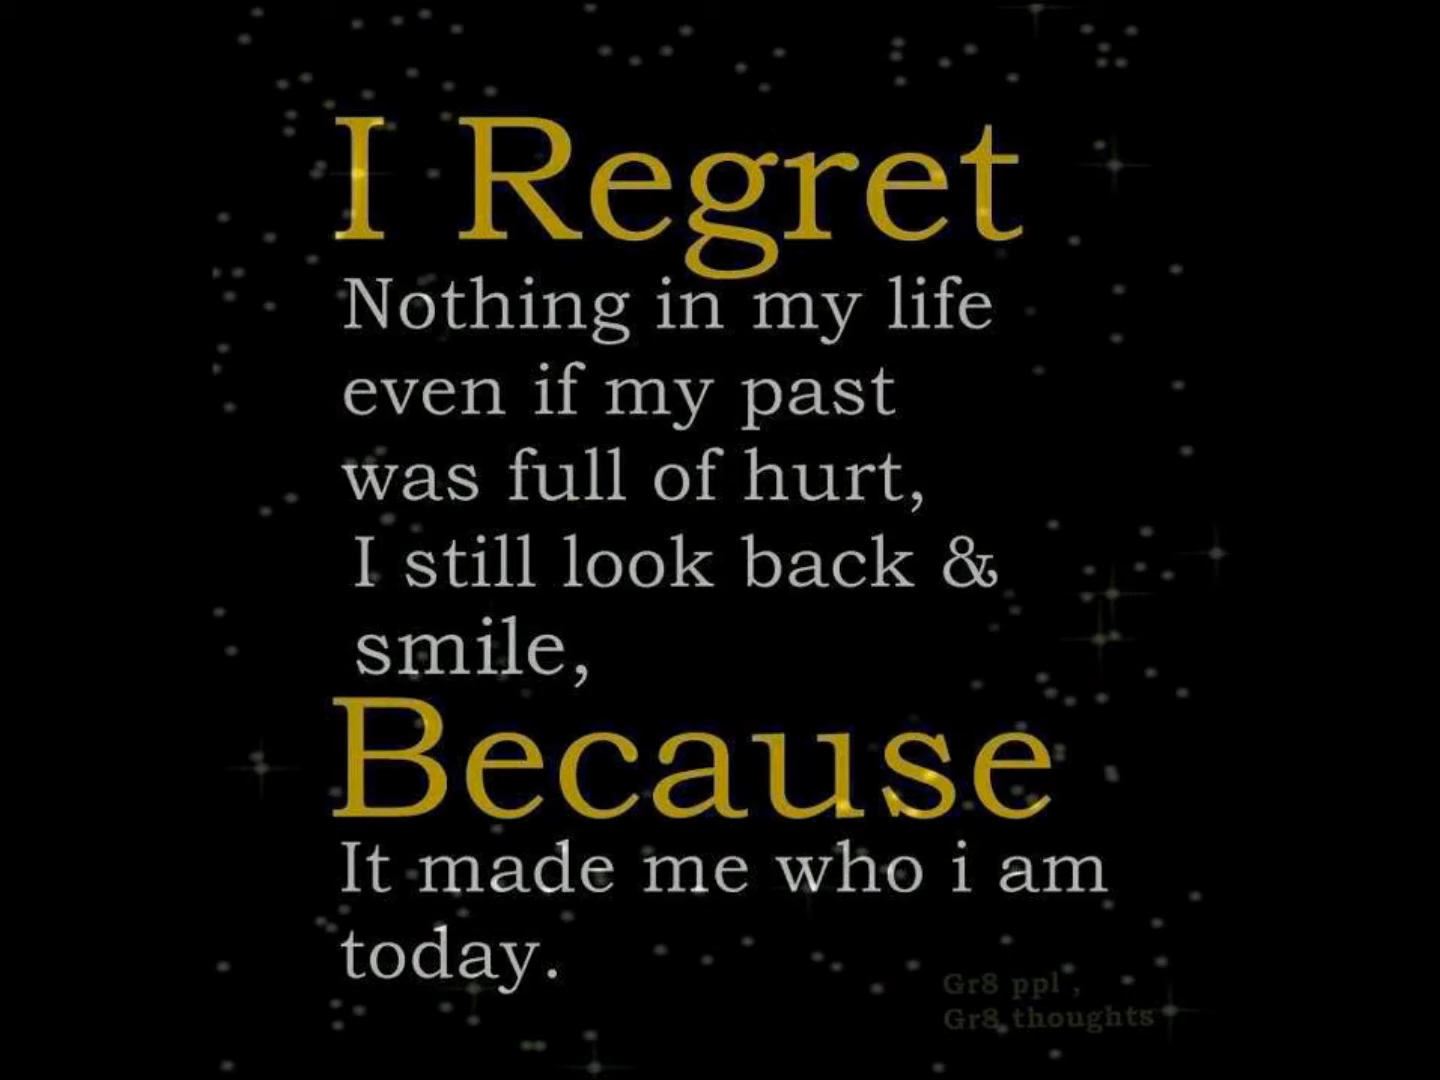 I Regret
Nothing in my life
even if my past
was full of hurt,
I still look back &
smile,
Because
It made me who i am
today.
Gr8 ppl ,
Gr8 thoughts